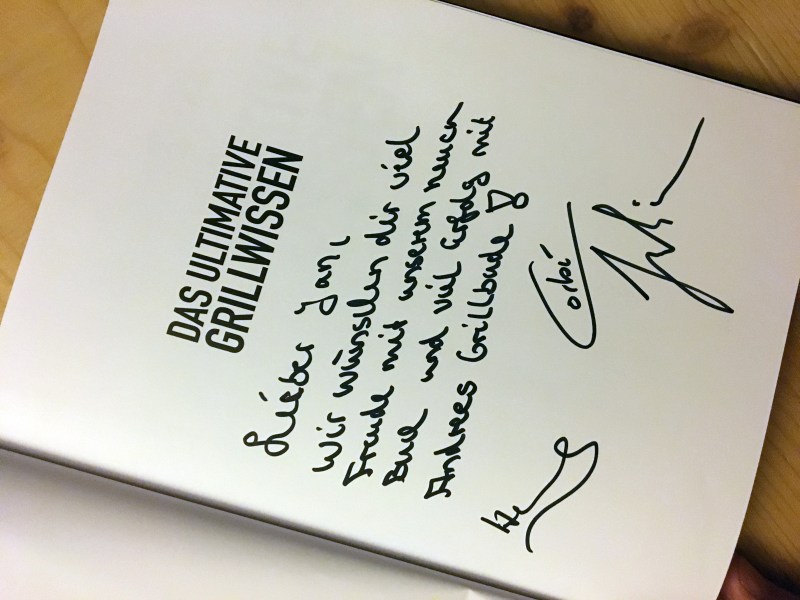 DAS ULTIMATIVE
GRILLWISSEN
Lieber Jan,
Wir wünschen dir viel
Freude mit unserem neuen
Buch und viel Erfolg mit
Andreas Grillbude!